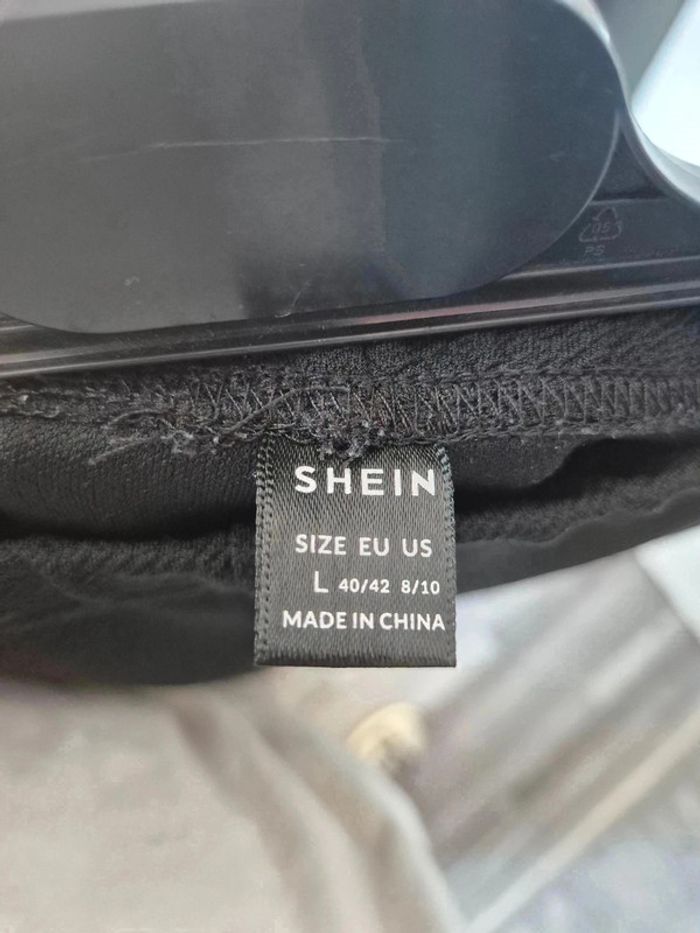 05
PS
SHEIN
SIZE EU US
L 40/42 8/10
MADE IN CHINA